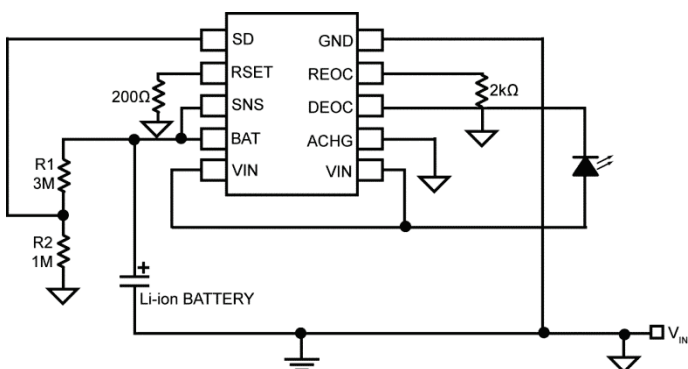 SD
GND
RSET
REOC
200Ω
2kΩ
SNS
DEOC
BAT
ACHG
R1
3M
VIN
VIN
R2
1M
+
Li-ion BATTERY
VIN